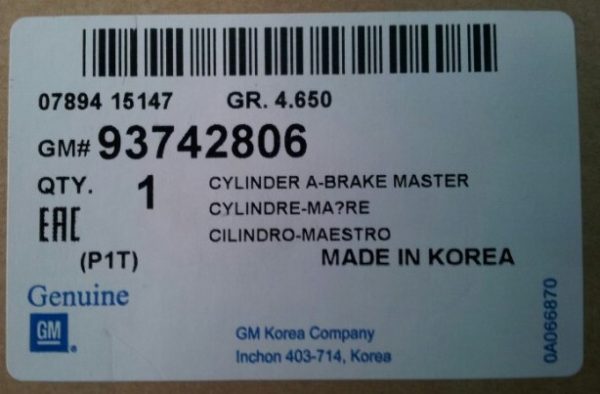 07894 15147 GR. 4.650
GM# 93742806
QTY. 1 CYLINDER A-BRAKE MASTER
CYLINDRE-MA?RE
EAC CILINDRO-MAESTRO
(P1T) MADE IN KOREA
Genuine
GM
GM Korea Company
Inchon 403-714, Korea
0A066870